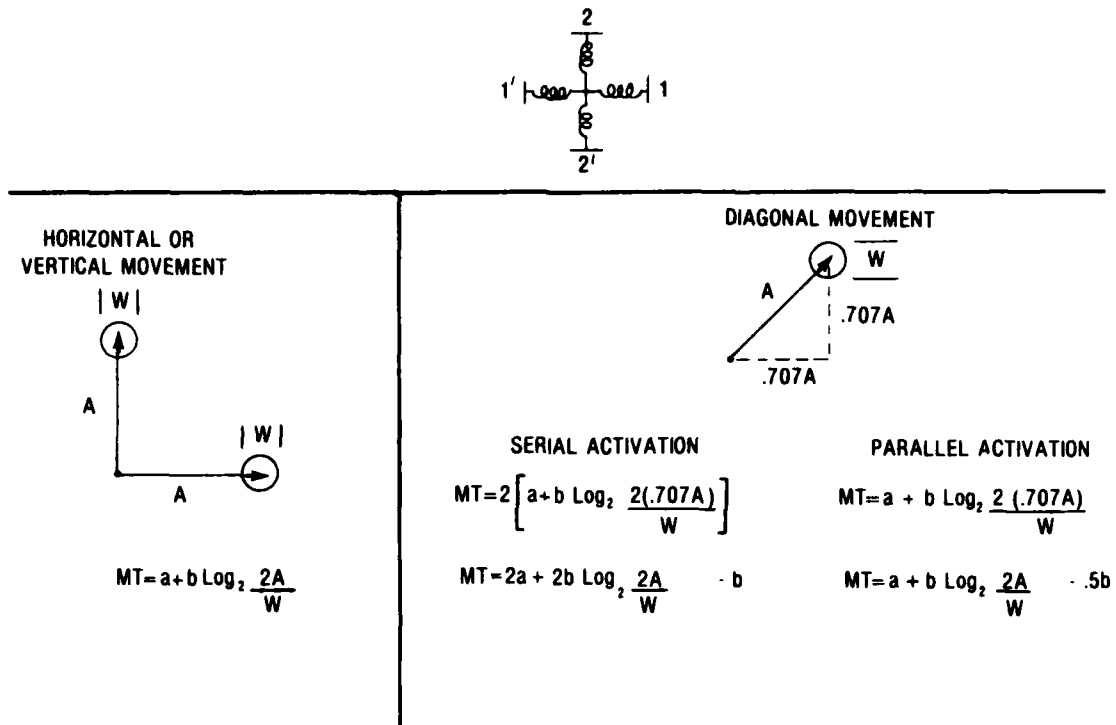 2
1′
1
2′
HORIZONTAL OR
VERTICAL MOVEMENT
| W |
A
| W |
A
MT=a+b Log₂ 2A/W
DIAGONAL MOVEMENT
W
A
.707A
.707A
SERIAL ACTIVATION
MT=2[a+b Log₂ 2(.707A)/W]
MT=2a + 2b Log₂ 2A/W - b
PARALLEL ACTIVATION
MT=a + b Log₂ 2 (.707A)/W
MT=a + b Log₂ 2A/W - .5b